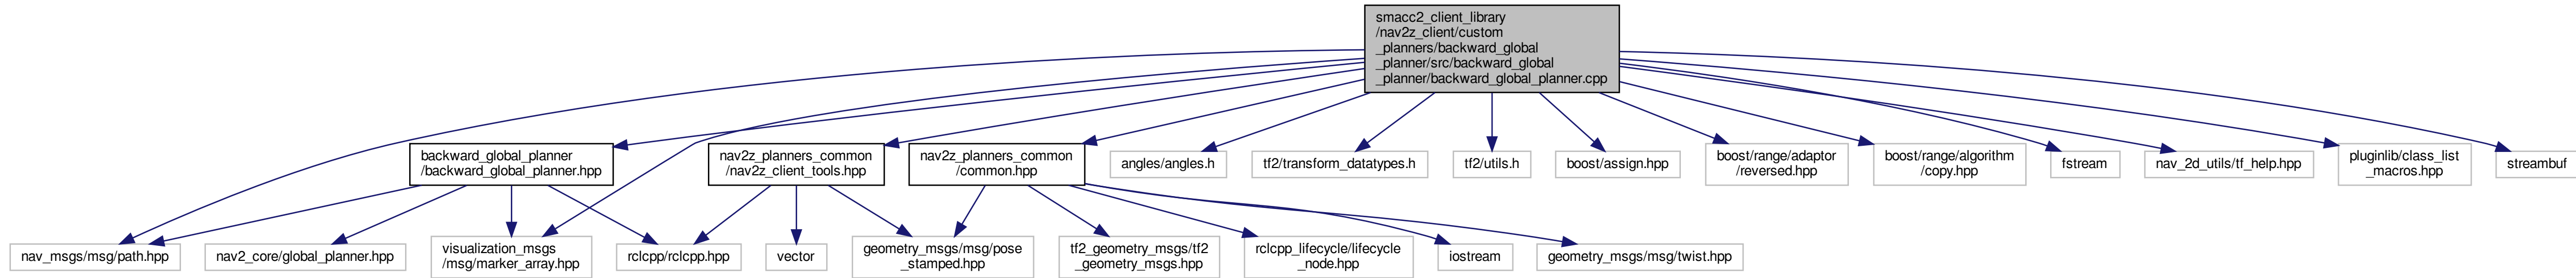 smacc2_client_library
/nav2z_client/custom
_planners/backward_global
_planner/src/backward_global
_planner/backward_global_planner.cpp
backward_global_planner
/backward_global_planner.hpp
nav2z_planners_common
/nav2z_client_tools.hpp
nav2z_planners_common
/common.hpp
angles/angles.h
tf2/transform_datatypes.h
tf2/utils.h
boost/assign.hpp
boost/range/adaptor
/reversed.hpp
boost/range/algorithm
/copy.hpp
fstream
nav_2d_utils/tf_help.hpp
pluginlib/class_list
_macros.hpp
streambuf
nav_msgs/msg/path.hpp
nav2_core/global_planner.hpp
visualization_msgs
/msg/marker_array.hpp
rclcpp/rclcpp.hpp
vector
geometry_msgs/msg/pose
_stamped.hpp
tf2_geometry_msgs/tf2
_geometry_msgs.hpp
rclcpp_lifecycle/lifecycle
_node.hpp
iostream
geometry_msgs/msg/twist.hpp